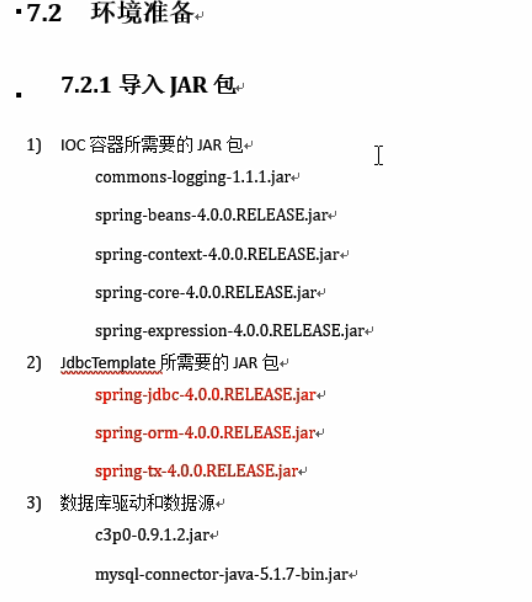 7.2 环境准备
7.2.1 导入 JAR 包
1) IOC 容器所需要的 JAR 包
commons-logging-1.1.1.jar
spring-beans-4.0.0.RELEASE.jar
spring-context-4.0.0.RELEASE.jar
spring-core-4.0.0.RELEASE.jar
spring-expression-4.0.0.RELEASE.jar
2) JdbcTemplate 所需要的 JAR 包
spring-jdbc-4.0.0.RELEASE.jar
spring-orm-4.0.0.RELEASE.jar
spring-tx-4.0.0.RELEASE.jar
3) 数据库驱动和数据源
c3p0-0.9.1.2.jar
mysql-connector-java-5.1.7-bin.jar